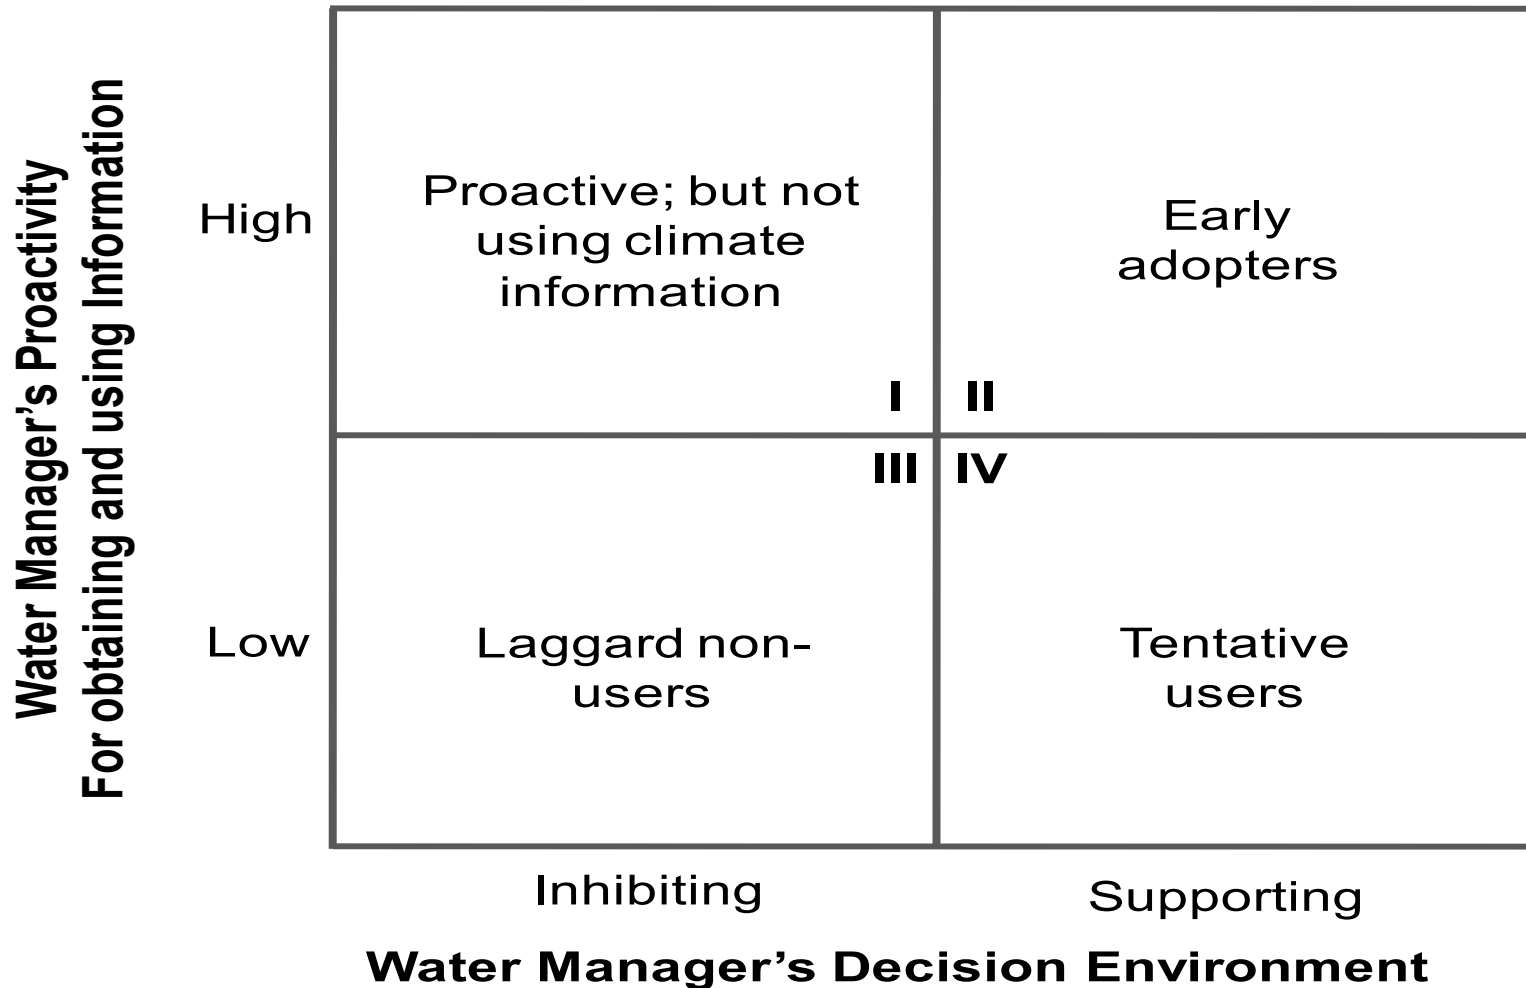 Water Manager’s Proactivity
For obtaining and using Information
High
Proactive; but not
using climate
information
I
Early
adopters
II
Low
III
Laggard non-
users
IV
Tentative
users
Inhibiting
Supporting
Water Manager’s Decision Environment